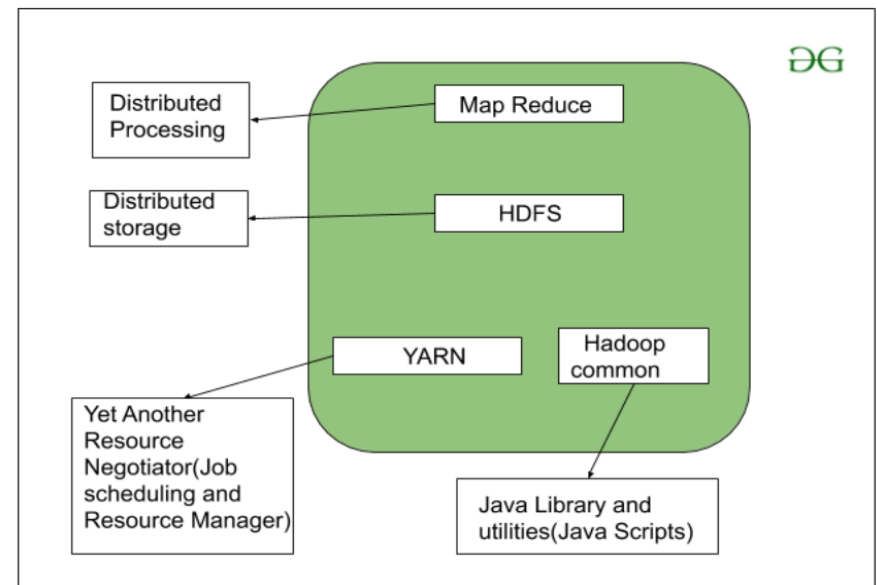 Distributed
Processing
Map Reduce
Distributed
storage
HDFS
YARN
Hadoop
common
Yet Another
Resource
Negotiator(Job
scheduling and
Resource Manager)
Java Library and
utilities(Java Scripts)